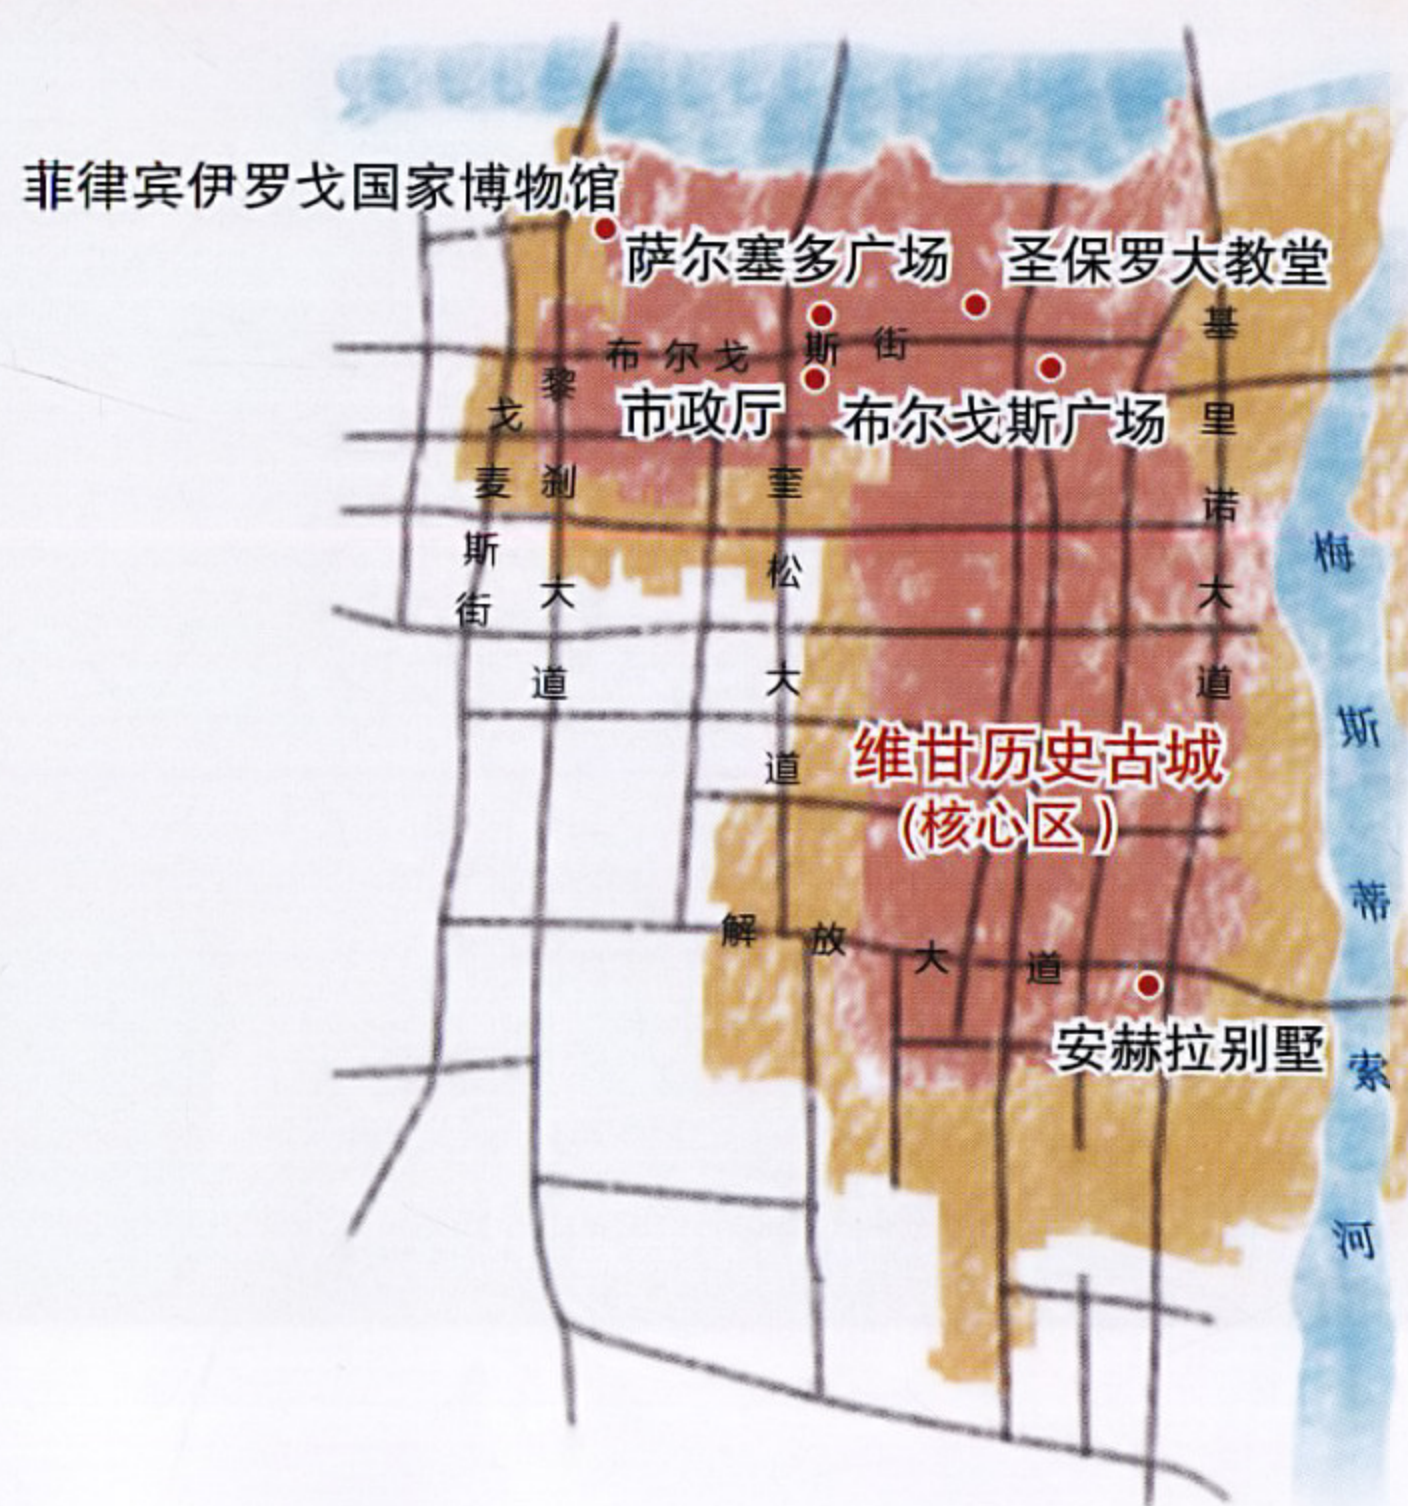 菲律宾伊罗戈国家博物馆
萨尔塞多广场
圣保罗大教堂
布尔戈斯街
市政厅
布尔戈斯广场
戈麦斯街
黎刹大道
奎松大道
基里诺大道
梅斯蒂索河
维甘历史古城
(核心区)
解放大道
安赫拉别墅